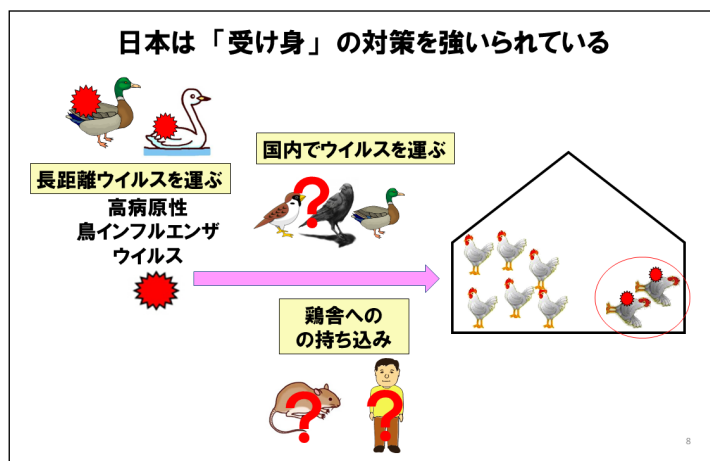 日本は「受け身」の対策を強いられている
長距離ウイルスを運ぶ
高病原性
鳥インフルエンザ
ウイルス
国内でウイルスを運ぶ
?
鶏舎への
の持ち込み
?
?
8